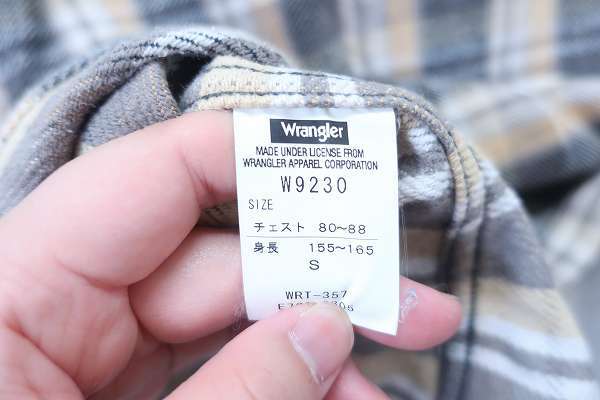 Wrangler
MADE UNDER LICENSE FROM
WRANGLER APPAREL CORPORATION
W9230
SIZE
チェスト 80～88
身長 155～165
S
WRT-357